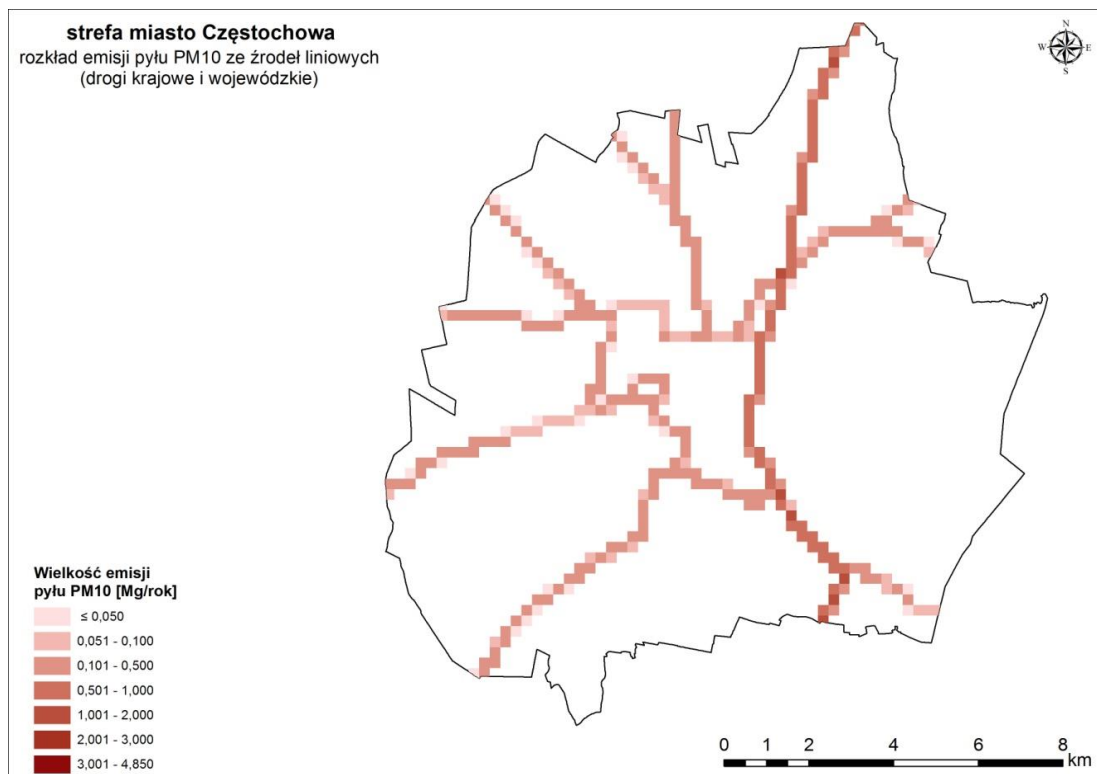 strefa miasto Częstochowa
rozkład emisji pyłu PM10 ze źrodeł liniowych
(drogi krajowe i wojewódzkie)
N
W E
S
Wielkość emisji
pyłu PM10 [Mg/rok]
≤ 0,050
0,051 - 0,100
0,101 - 0,500
0,501 - 1,000
1,001 - 2,000
2,001 - 3,000
3,001 - 4,850
0 1 2 4 6 8
km